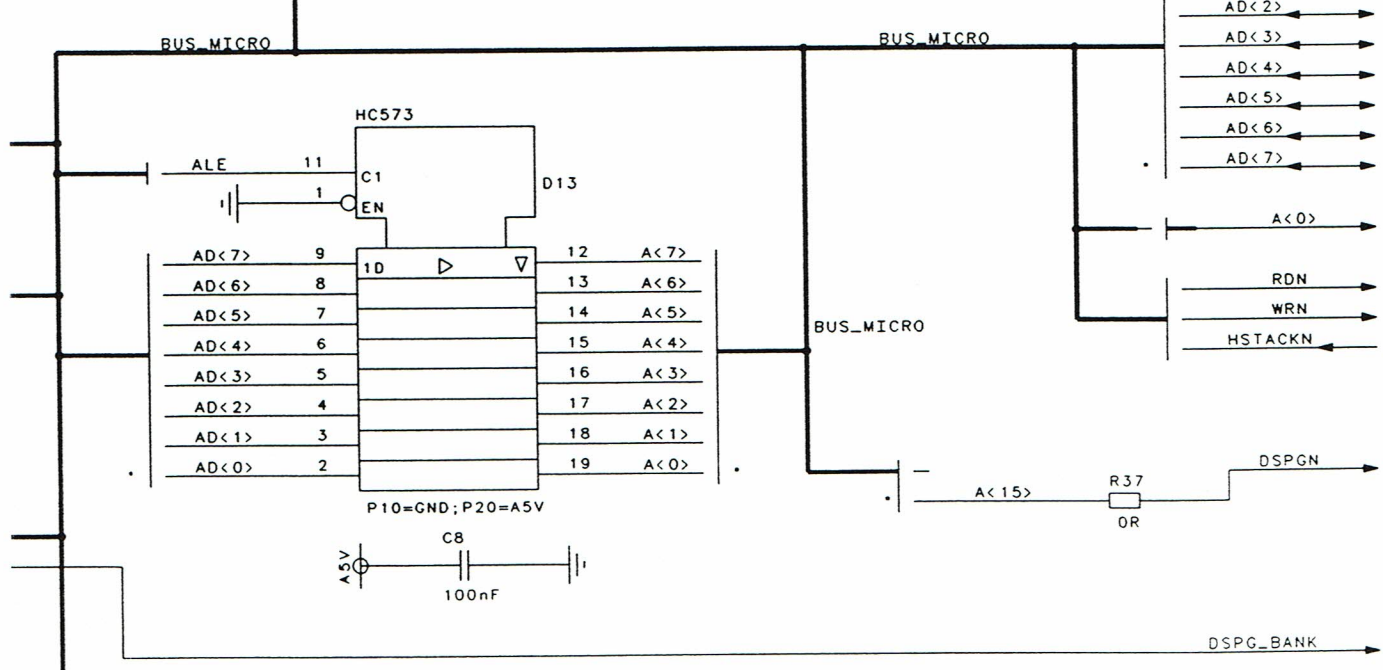 AD<2>
BUS_MICRO
BUS_MICRO
AD<3>
AD<4>
AD<5>
AD<6>
AD<7>
HC573
ALE 11
C1
D13
1
EN
A<0>
AD<7> 9
1D
12 A<7>
AD<6> 8
13 A<6>
RDN
AD<5> 7
14 A<5>
WRN
BUS_MICRO
AD<4> 6
15 A<4>
HSTACKN
AD<3> 5
16 A<3>
AD<2> 4
17 A<2>
AD<1> 3
18 A<1>
AD<0> 2
19 A<0>
DSPGN
R37
A<15>
0R
P10=GND;P20=A5V
C8
A5V
100nF
DSPG_BANK